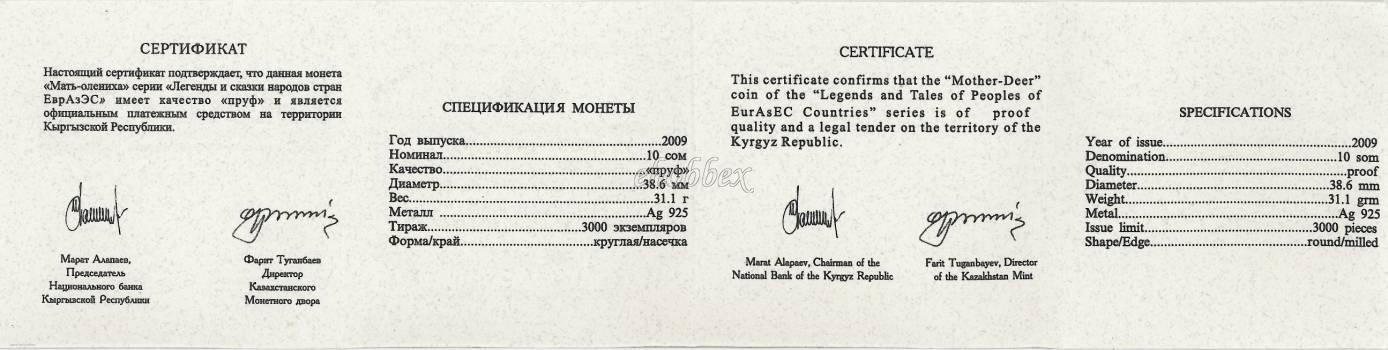 СЕРТИФИКАТ
Настоящий сертификат подтверждает, что данная монета
«Мать-олениха» серии «Легенды и сказки народов стран
ЕврАзЭС» имеет качество «пруф» и является
официальным платежным средством на территории
Кыргызской Республики.
Марат Алапаев,
Председатель
Национального банка
Кыргызской Республики
Фарит Туганбаев
Директор
Казахстанского
Монетного двора
СПЕЦИФИКАЦИЯ МОНЕТЫ
Год выпуска 2009
Номинал 10 сом
Качество «пруф»
Диаметр 38.6 мм
Вес 31.1 г
Металл Ag 925
Тираж 3000 экземпляров
Форма/край круглая/насечка
CERTIFICATE
This certificate confirms that the “Mother-Deer”
coin of the “Legends and Tales of Peoples of
EurAsEC Countries” series is of proof
quality and a legal tender on the territory of the
Kyrgyz Republic.
Marat Alapaev, Chairman of the
National Bank of the Kyrgyz Republic
Farit Tuganbayev, Director
of the Kazakhstan Mint
SPECIFICATIONS
Year of issue 2009
Denomination 10 som
Quality proof
Diameter 38.6 mm
Weight 31.1 grm
Metal Ag 925
Issue limit 3000 pieces
Shape/Edge round/milled